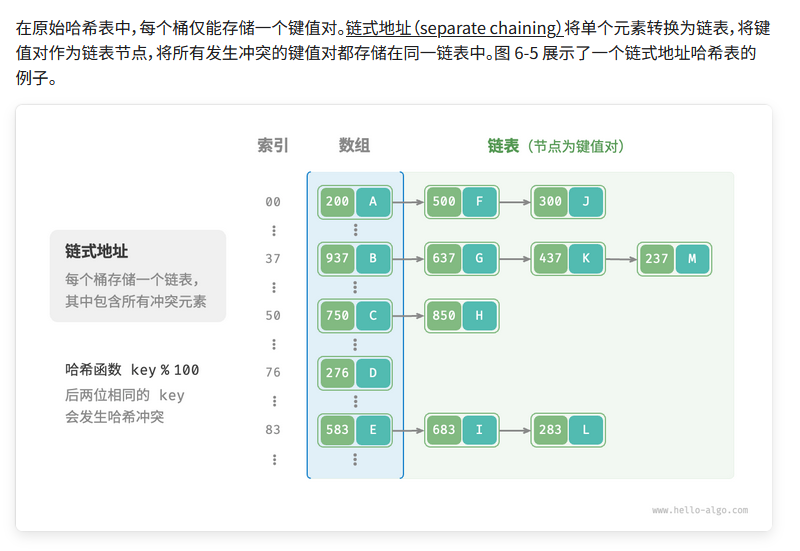 在原始哈希表中，每个桶仅能存储一个键值对。链式地址（separate chaining）将单个元素转换为链表，将键
值对作为链表节点，将所有发生冲突的键值对都存储在同一链表中。图 6-5 展示了一个链式地址哈希表的
例子。
索引 数组 链表（节点为键值对）
00 200 A 500 F 300 J
37 937 B 637 G 437 K 237 M
50 750 C 850 H
76 276 D
83 583 E 683 I 283 L
链式地址
每个桶存储一个链表，
其中包含所有冲突元素
哈希函数 key % 100
后两位相同的 key
会发生哈希冲突
www.hello-algo.com